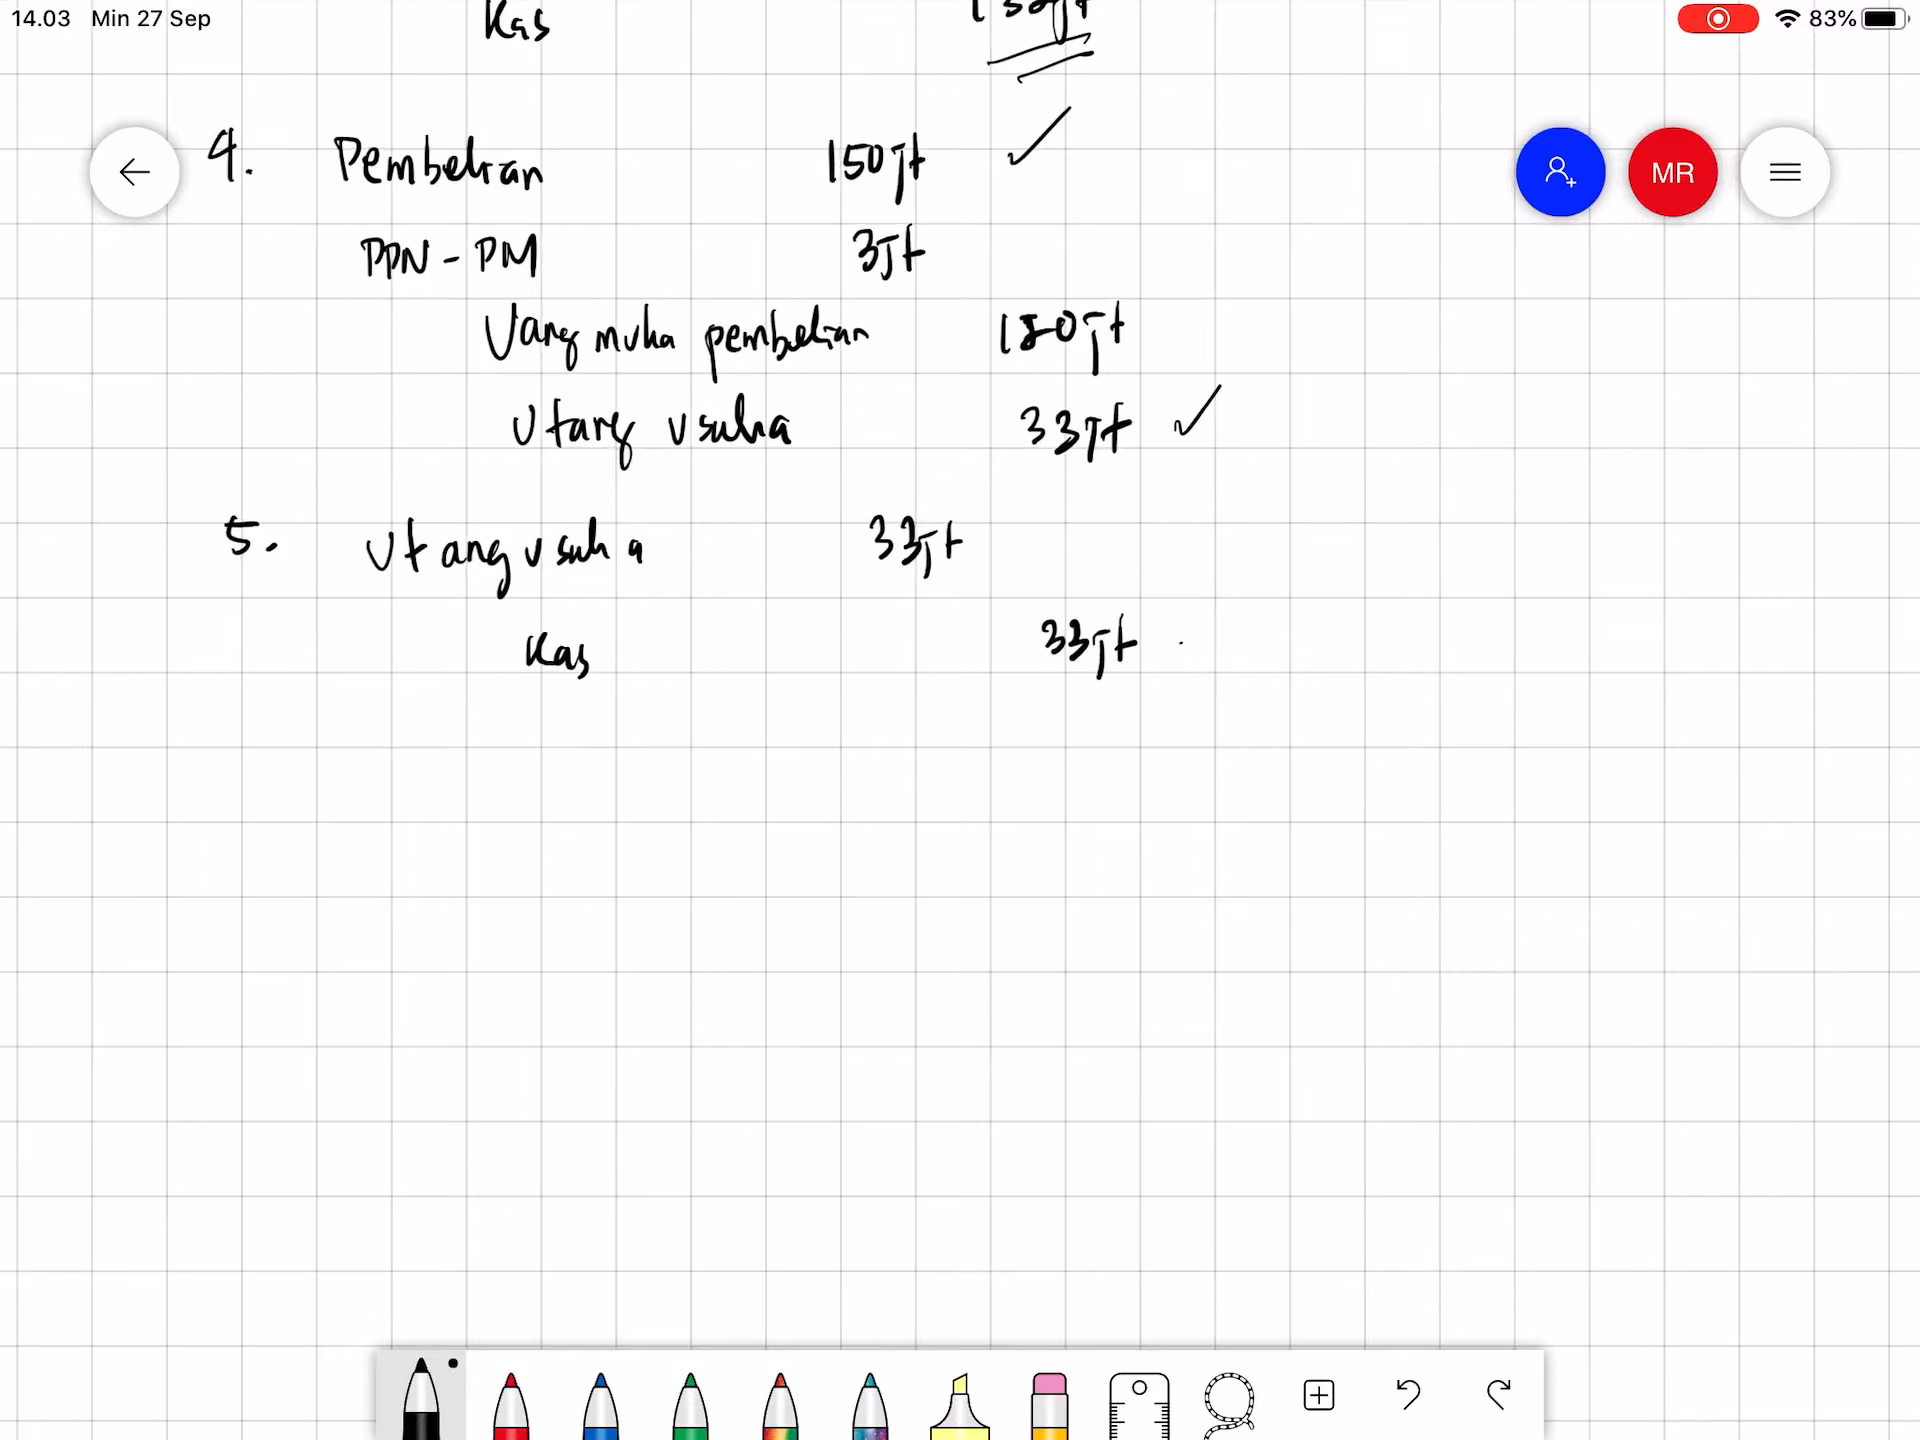 14.03 Min 27 Sep 83%
Kas
4. Pembelian 150jt
PPN - PM 3jt
Uang muka pembelian
Utang usaha 33jt
5. Utang usaha 33jt
Kas 33jt
MR